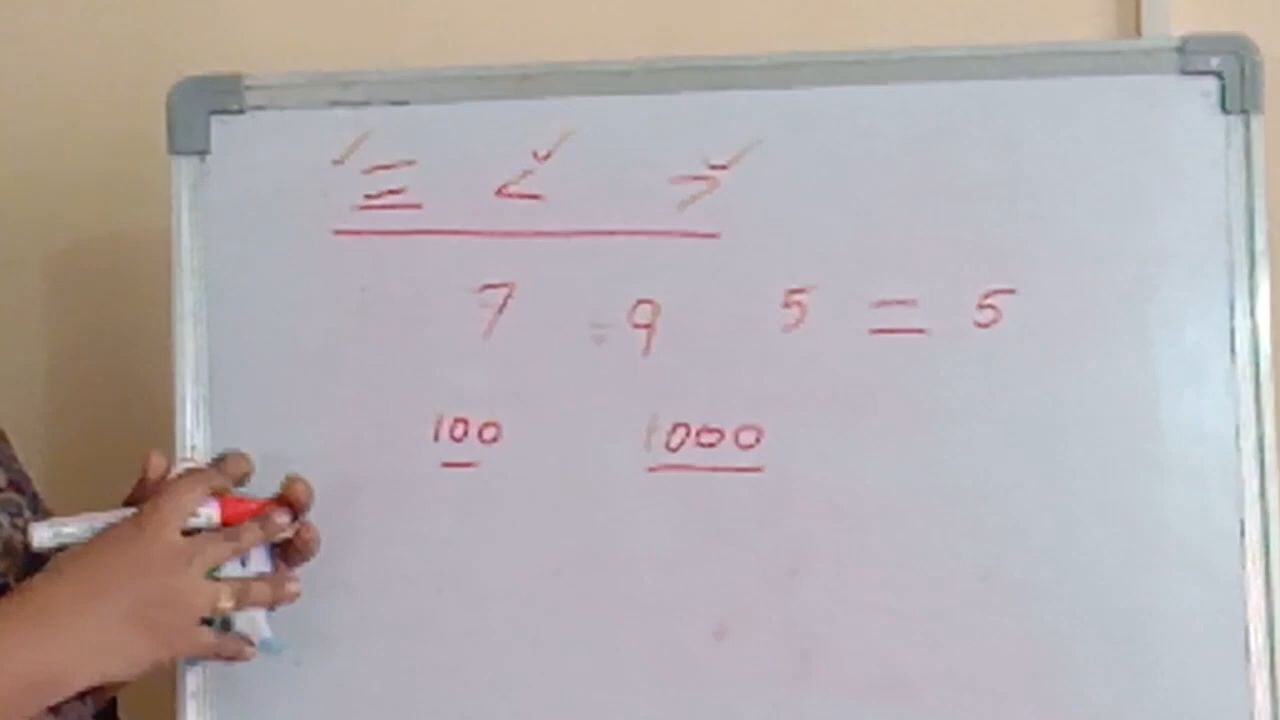 = < >
7 9 5 = 5
100 1000